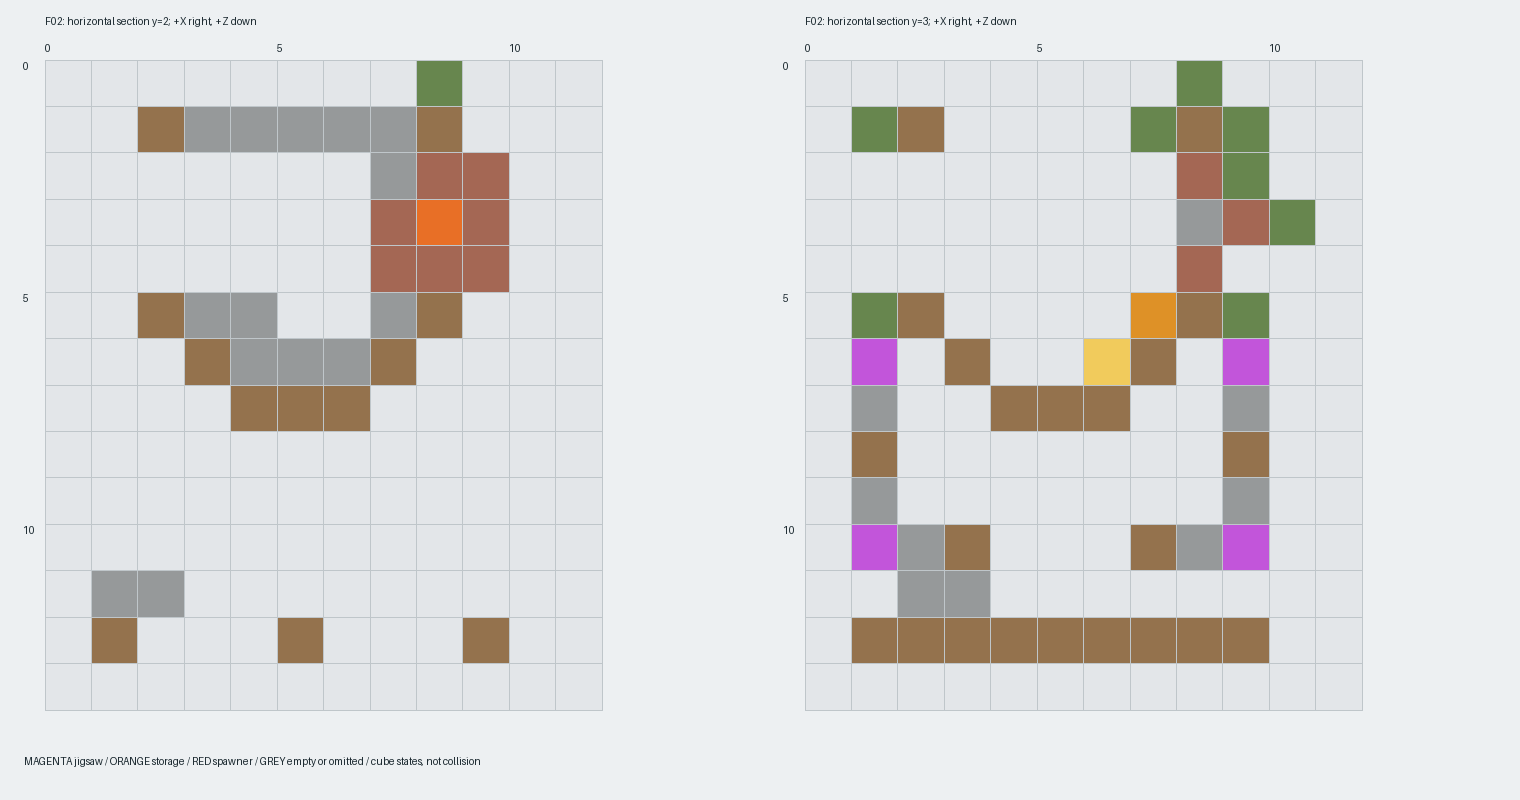 F02: horizontal section y=2; +X right, +Z down
F02: horizontal section y=3; +X right, +Z down
0 5 10
0 5 10
0
0
5
5
10
10
MAGENTA jigsaw / ORANGE storage / RED spawner / GREY empty or omitted / cube states, not collision